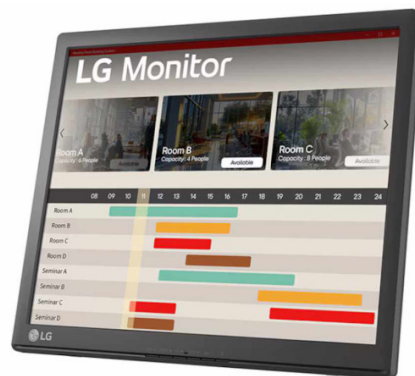 LG Monitor
Room A
Capacity: 6 People
Available
Room B
Capacity : 4 People
Available
Room C
Capacity : 8 People
Available
08 09 10 11 12 13 14 15 16 17 18 19 20 21 22 23 24
Room A
Room B
Room C
Room D
Seminar A
Seminar B
Seminar C
Seminar D
LG